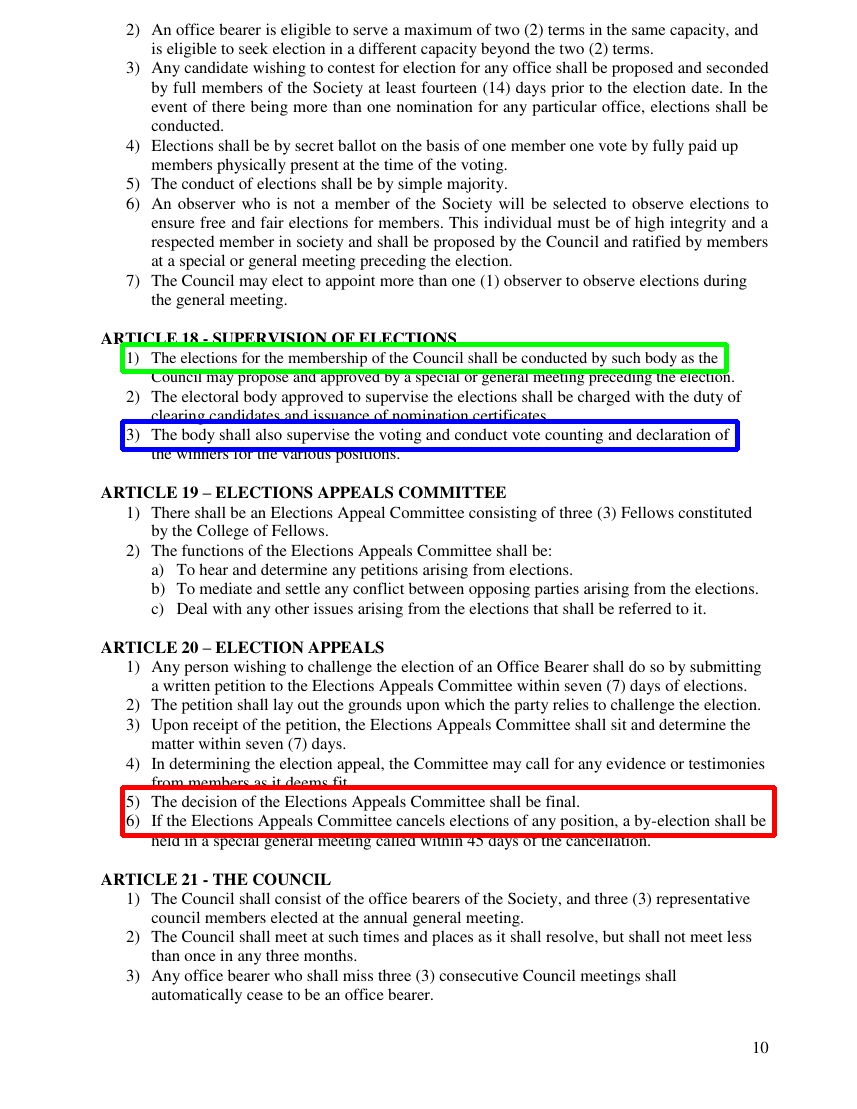 2) An office bearer is eligible to serve a maximum of two (2) terms in the same capacity, and
is eligible to seek election in a different capacity beyond the two (2) terms.
3) Any candidate wishing to contest for election for any office shall be proposed and seconded
by full members of the Society at least fourteen (14) days prior to the election date. In the
event of there being more than one nomination for any particular office, elections shall be
conducted.
4) Elections shall be by secret ballot on the basis of one member one vote by fully paid up
members physically present at the time of the voting.
5) The conduct of elections shall be by simple majority.
6) An observer who is not a member of the Society will be selected to observe elections to
ensure free and fair elections for members. This individual must be of high integrity and a
respected member in society and shall be proposed by the Council and ratified by members
at a special or general meeting preceding the election.
7) The Council may elect to appoint more than one (1) observer to observe elections during
the general meeting.
ARTICLE 18 - SUPERVISION OF ELECTIONS
1) The elections for the membership of the Council shall be conducted by such body as the
Council may propose and approved by a special or general meeting preceding the election.
2) The electoral body approved to supervise the elections shall be charged with the duty of
clearing candidates and issuance of nomination certificates.
3) The body shall also supervise the voting and conduct vote counting and declaration of
the winners for the various positions.
ARTICLE 19 – ELECTIONS APPEALS COMMITTEE
1) There shall be an Elections Appeal Committee consisting of three (3) Fellows constituted
by the College of Fellows.
2) The functions of the Elections Appeals Committee shall be:
a) To hear and determine any petitions arising from elections.
b) To mediate and settle any conflict between opposing parties arising from the elections.
c) Deal with any other issues arising from the elections that shall be referred to it.
ARTICLE 20 – ELECTION APPEALS
1) Any person wishing to challenge the election of an Office Bearer shall do so by submitting
a written petition to the Elections Appeals Committee within seven (7) days of elections.
2) The petition shall lay out the grounds upon which the party relies to challenge the election.
3) Upon receipt of the petition, the Elections Appeals Committee shall sit and determine the
matter within seven (7) days.
4) In determining the election appeal, the Committee may call for any evidence or testimonies
from members as it deems fit.
5) The decision of the Elections Appeals Committee shall be final.
6) If the Elections Appeals Committee cancels elections of any position, a by-election shall be
held in a special general meeting called within 45 days of the cancellation.
ARTICLE 21 - THE COUNCIL
1) The Council shall consist of the office bearers of the Society, and three (3) representative
council members elected at the annual general meeting.
2) The Council shall meet at such times and places as it shall resolve, but shall not meet less
than once in any three months.
3) Any office bearer who shall miss three (3) consecutive Council meetings shall
automatically cease to be an office bearer.
10